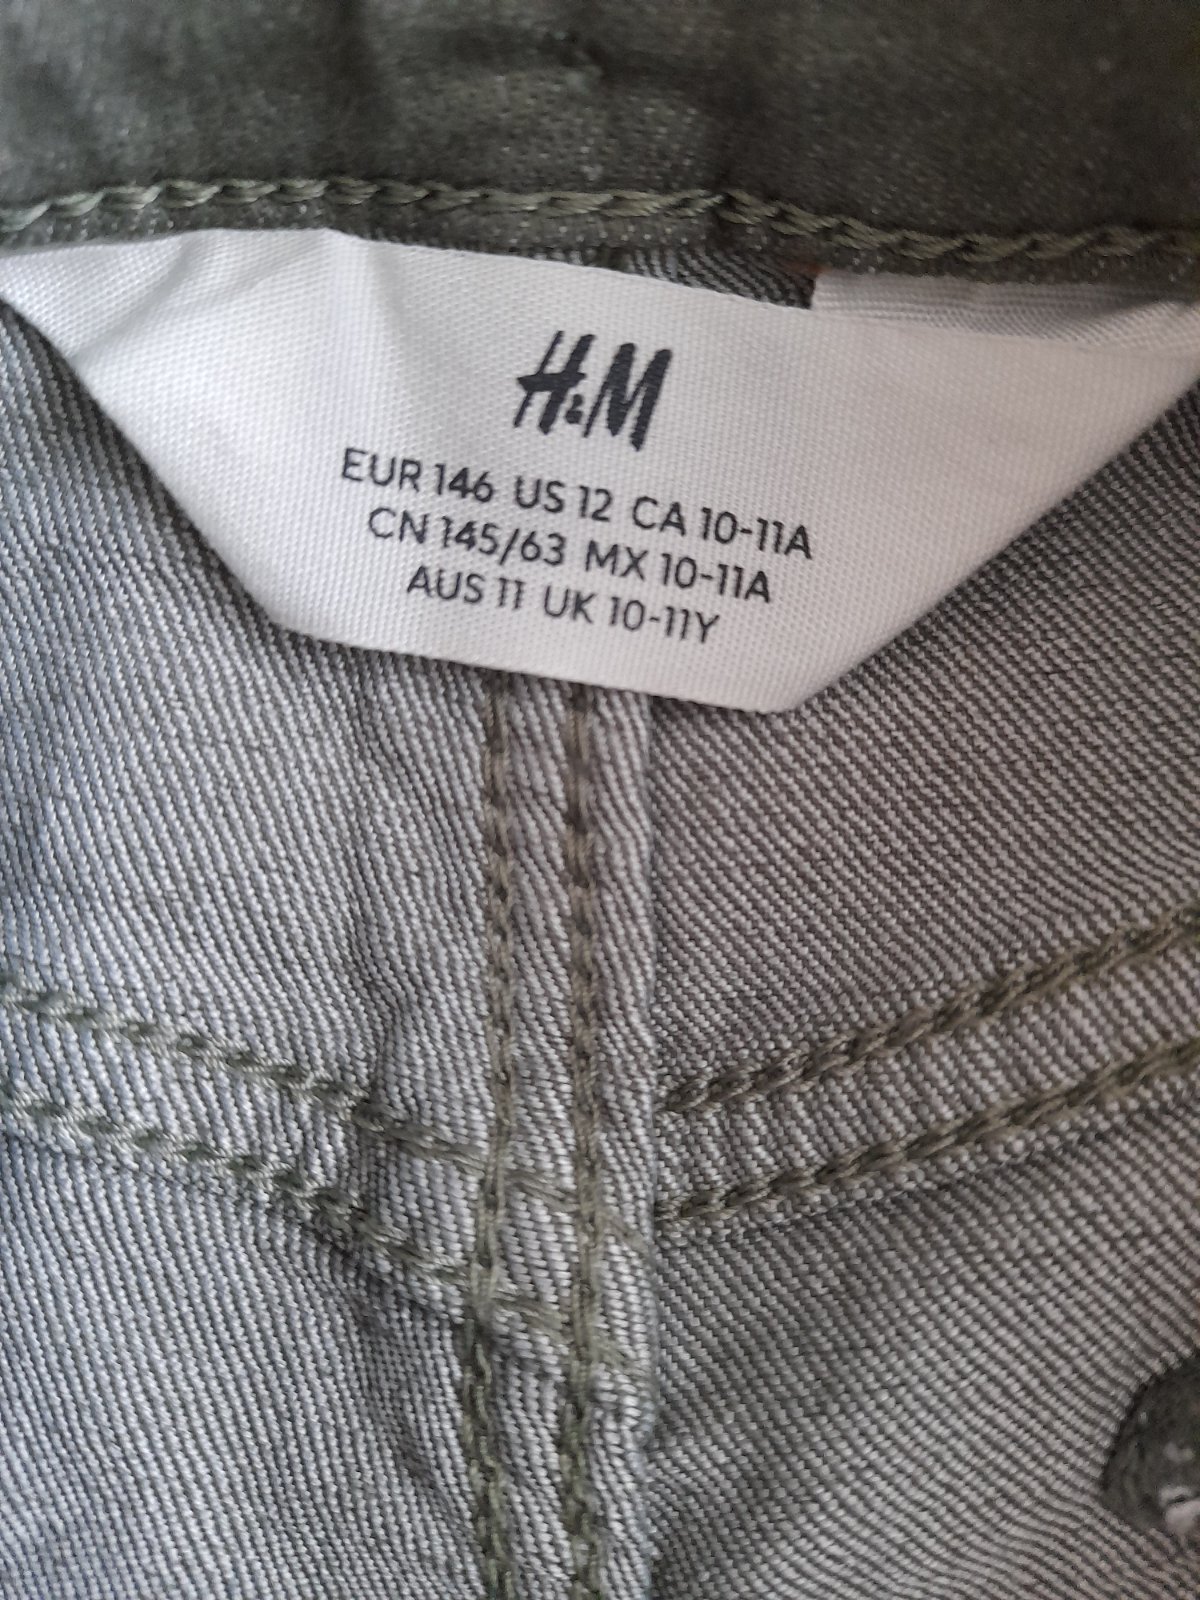 H&M
EUR 146 US 12 CA 10-11A
CN 145/63 MX 10-11A
AUS 11 UK 10-11Y